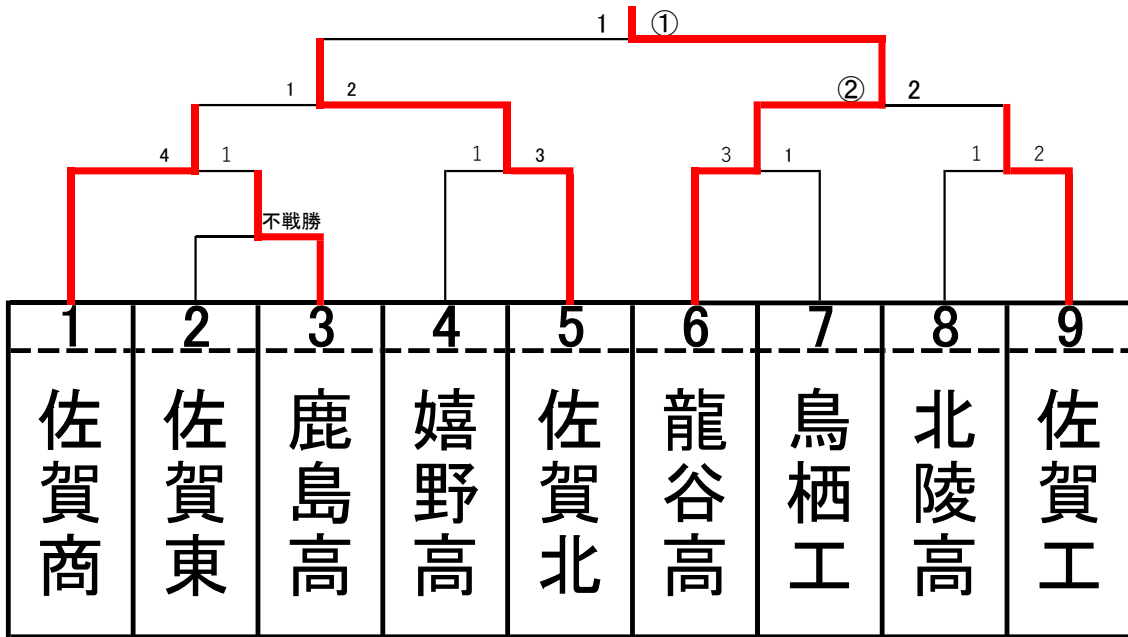 1 ①
1 2 ② 2
4 1 1 3 3 1 1 2
不戦勝
1 2 3 4 5 6 7 8 9
佐賀商
佐賀東
鹿島高
嬉野高
佐賀北
龍谷高
鳥栖工
北陵高
佐賀工